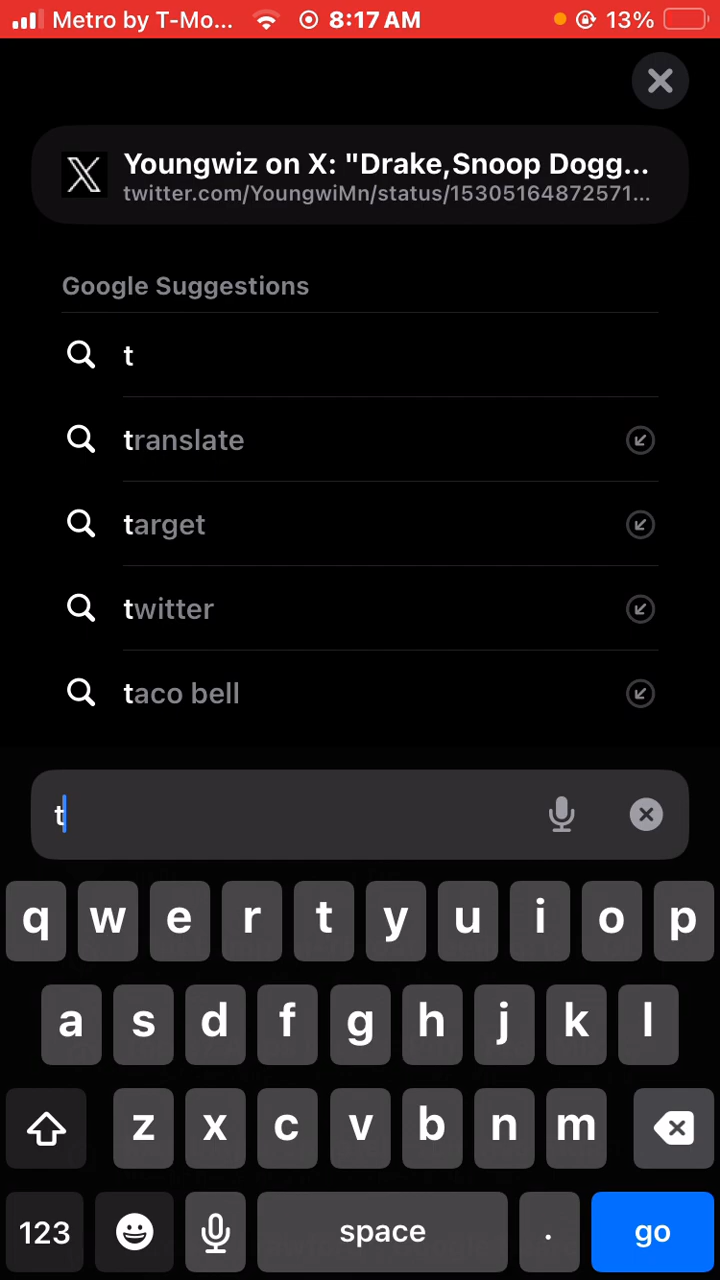 Metro by T-Mo... 8:17 AM 13%
Youngwiz on X: "Drake,Snoop Dogg...
twitter.com/YoungwiMn/status/15305164872571...
Google Suggestions
t
translate
target
twitter
taco bell
t
q w e r t y u i o p
a s d f g h j k l
z x c v b n m
123 space . go